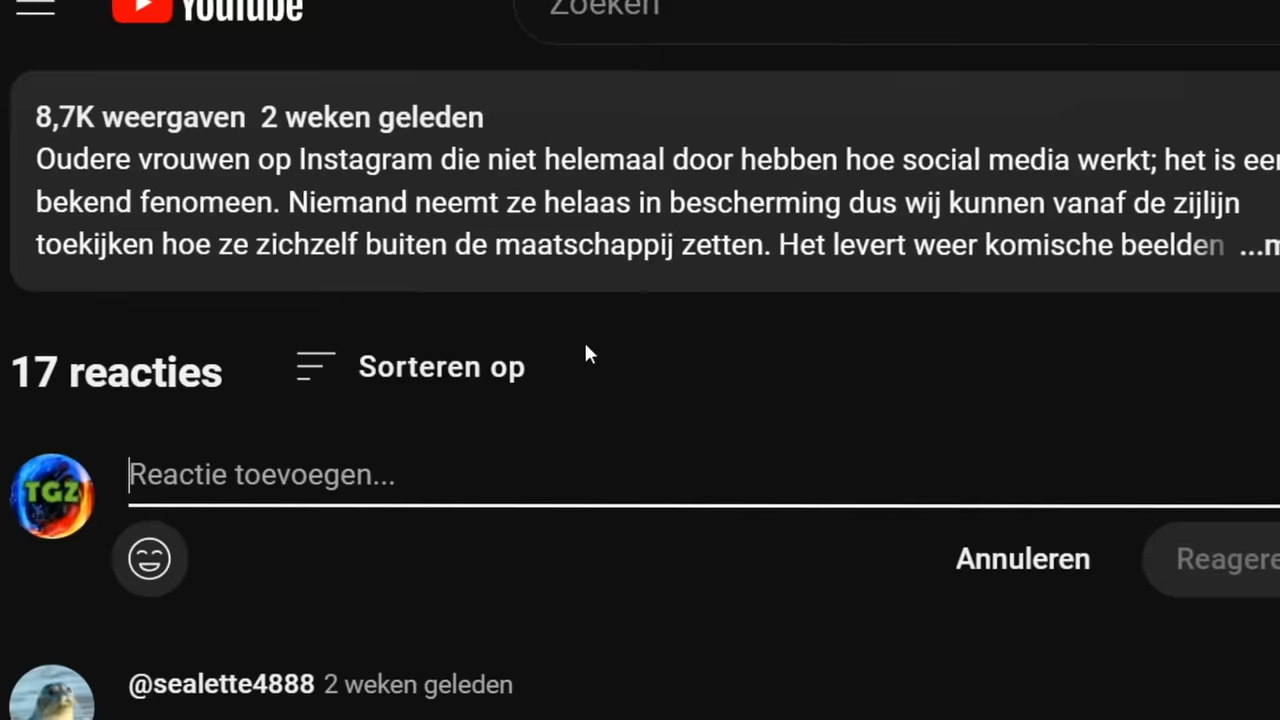 YouTube
Zoeken
8,7K weergaven 2 weken geleden
Oudere vrouwen op Instagram die niet helemaal door hebben hoe social media werkt; het is een
bekend fenomeen. Niemand neemt ze helaas in bescherming dus wij kunnen vanaf de zijlijn
toekijken hoe ze zichzelf buiten de maatschappij zetten. Het levert weer komische beelden ...m
17 reacties
Sorteren op
TGZ
Reactie toevoegen...
Annuleren
Reagere
@sealette4888 2 weken geleden